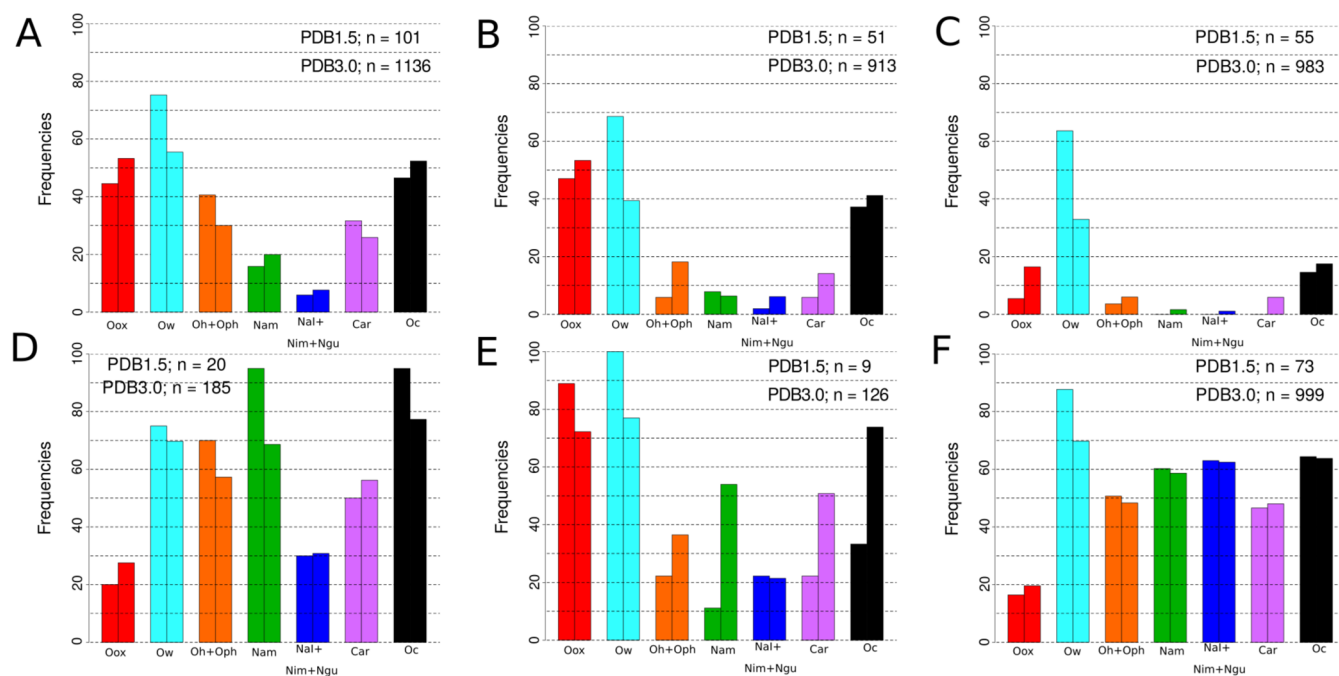 A
PDB1.5; n = 101
PDB3.0; n = 1136
Frequencies
0 20 40 60 80 100
Oox Ow Oh+Oph Nam Nal+ Car Oc
Nim+Ngu
B
PDB1.5; n = 51
PDB3.0; n = 913
Frequencies
0 20 40 60 80 100
Oox Ow Oh+Oph Nam Nal+ Car Oc
Nim+Ngu
C
PDB1.5; n = 55
PDB3.0; n = 983
Frequencies
0 20 40 60 80 100
Oox Ow Oh+Oph Nam Nal+ Car Oc
Nim+Ngu
D
PDB1.5; n = 20
PDB3.0; n = 185
Frequencies
0 20 40 60 80 100
Oox Ow Oh+Oph Nam Nal+ Car Oc
Nim+Ngu
E
PDB1.5; n = 9
PDB3.0; n = 126
Frequencies
0 20 40 60 80 100
Oox Ow Oh+Oph Nam Nal+ Car Oc
Nim+Ngu
F
PDB1.5; n = 73
PDB3.0; n = 999
Frequencies
0 20 40 60 80 100
Oox Ow Oh+Oph Nam Nal+ Car Oc
Nim+Ngu